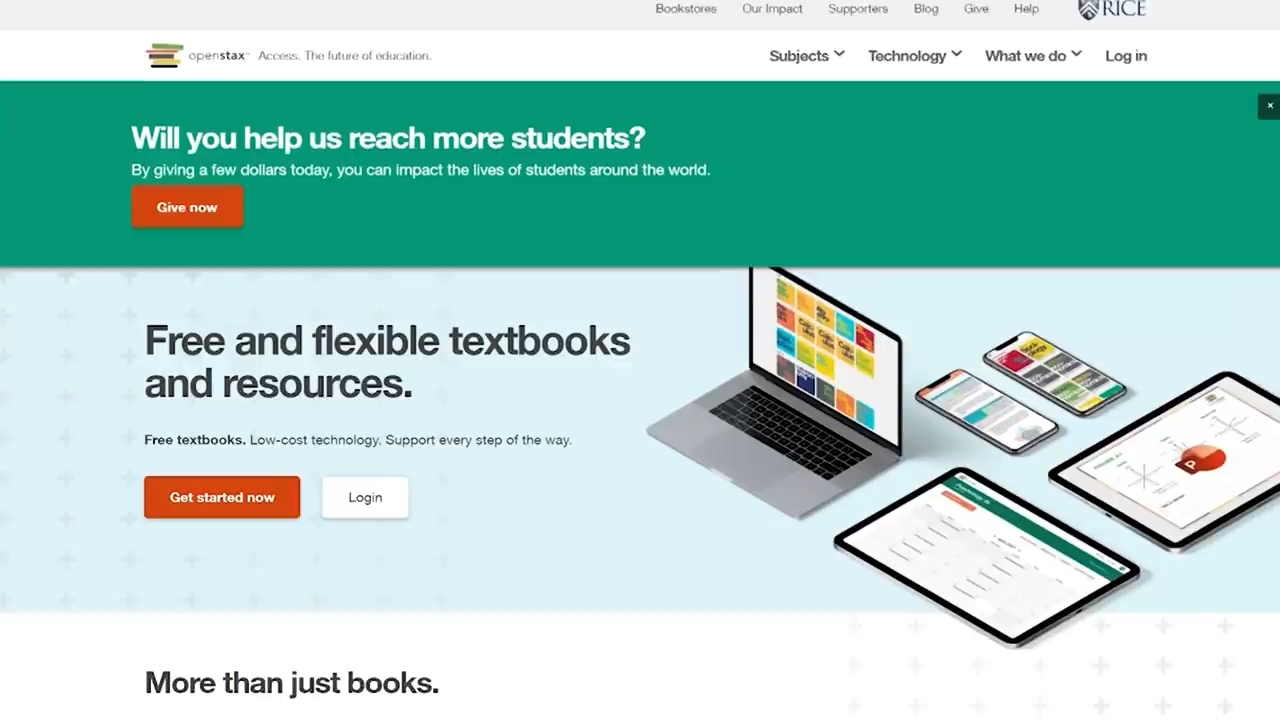 Bookstores Our Impact Supporters Blog Give Help RICE
openstax™ Access. The future of education. Subjects Technology What we do Log in
×
Will you help us reach more students?
By giving a few dollars today, you can impact the lives of students around the world.
Give now
Free and flexible textbooks
and resources.
Free textbooks. Low-cost technology. Support every step of the way.
Get started now Login
More than just books.